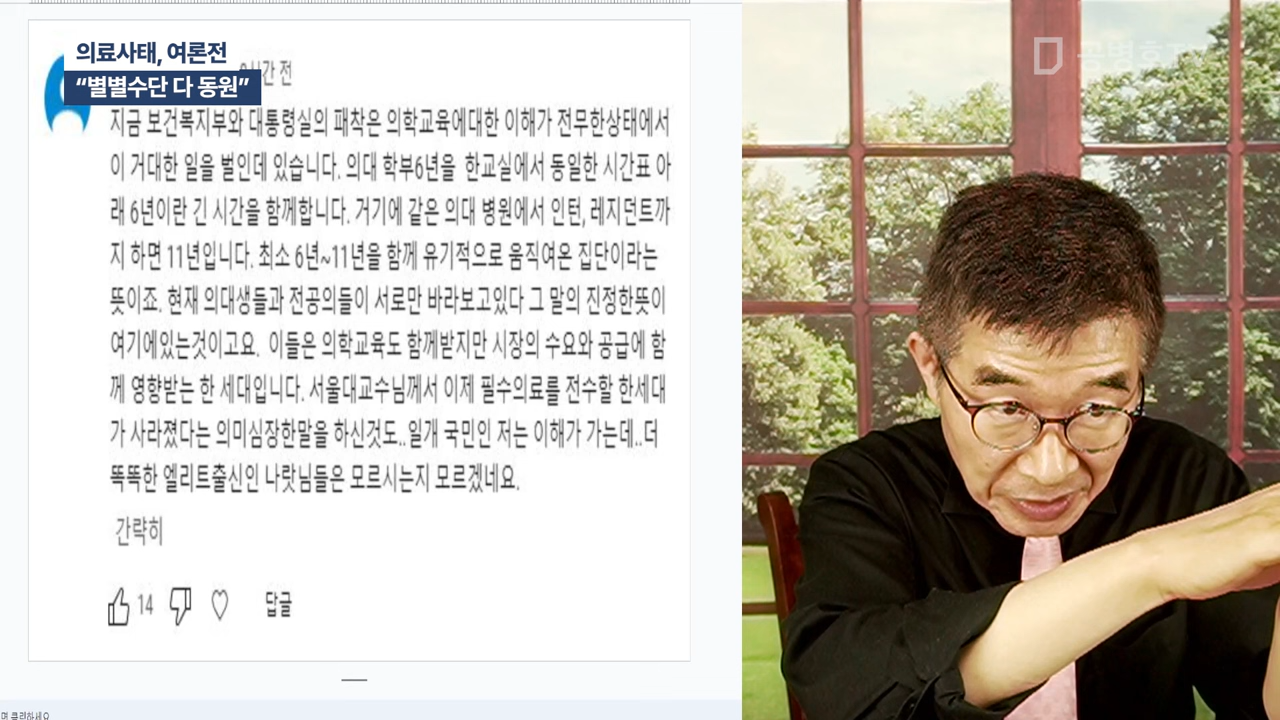 의료사태, 여론전
“별별수단 다 동원”
시간 전
지금 보건복지부와 대통령실의 패착은 의학교육에대한 이해가 전무한상태에서
이 거대한 일을 벌인데 있습니다. 의대 학부6년을 한교실에서 동일한 시간표 아
래 6년이란 긴 시간을 함께합니다. 거기에 같은 의대 병원에서 인턴, 레지던트까
지 하면 11년입니다. 최소 6년~11년을 함께 유기적으로 움직여온 집단이라는
뜻이죠. 현재 의대생들과 전공의들이 서로만 바라보고있다 그 말의 진정한뜻이
여기에있는것이고요. 이들은 의학교육도 함께받지만 시장의 수요와 공급에 함
께 영향받는 한 세대입니다. 서울대교수님께서 이제 필수의료를 전수할 한세대
가 사라졌다는 의미심장한말을 하신것도..일개 국민인 저는 이해가 가는데..더
똑똑한 엘리트출신인 나랏님들은 모르시는지 모르겠네요.
간략히
14
답글
공병호